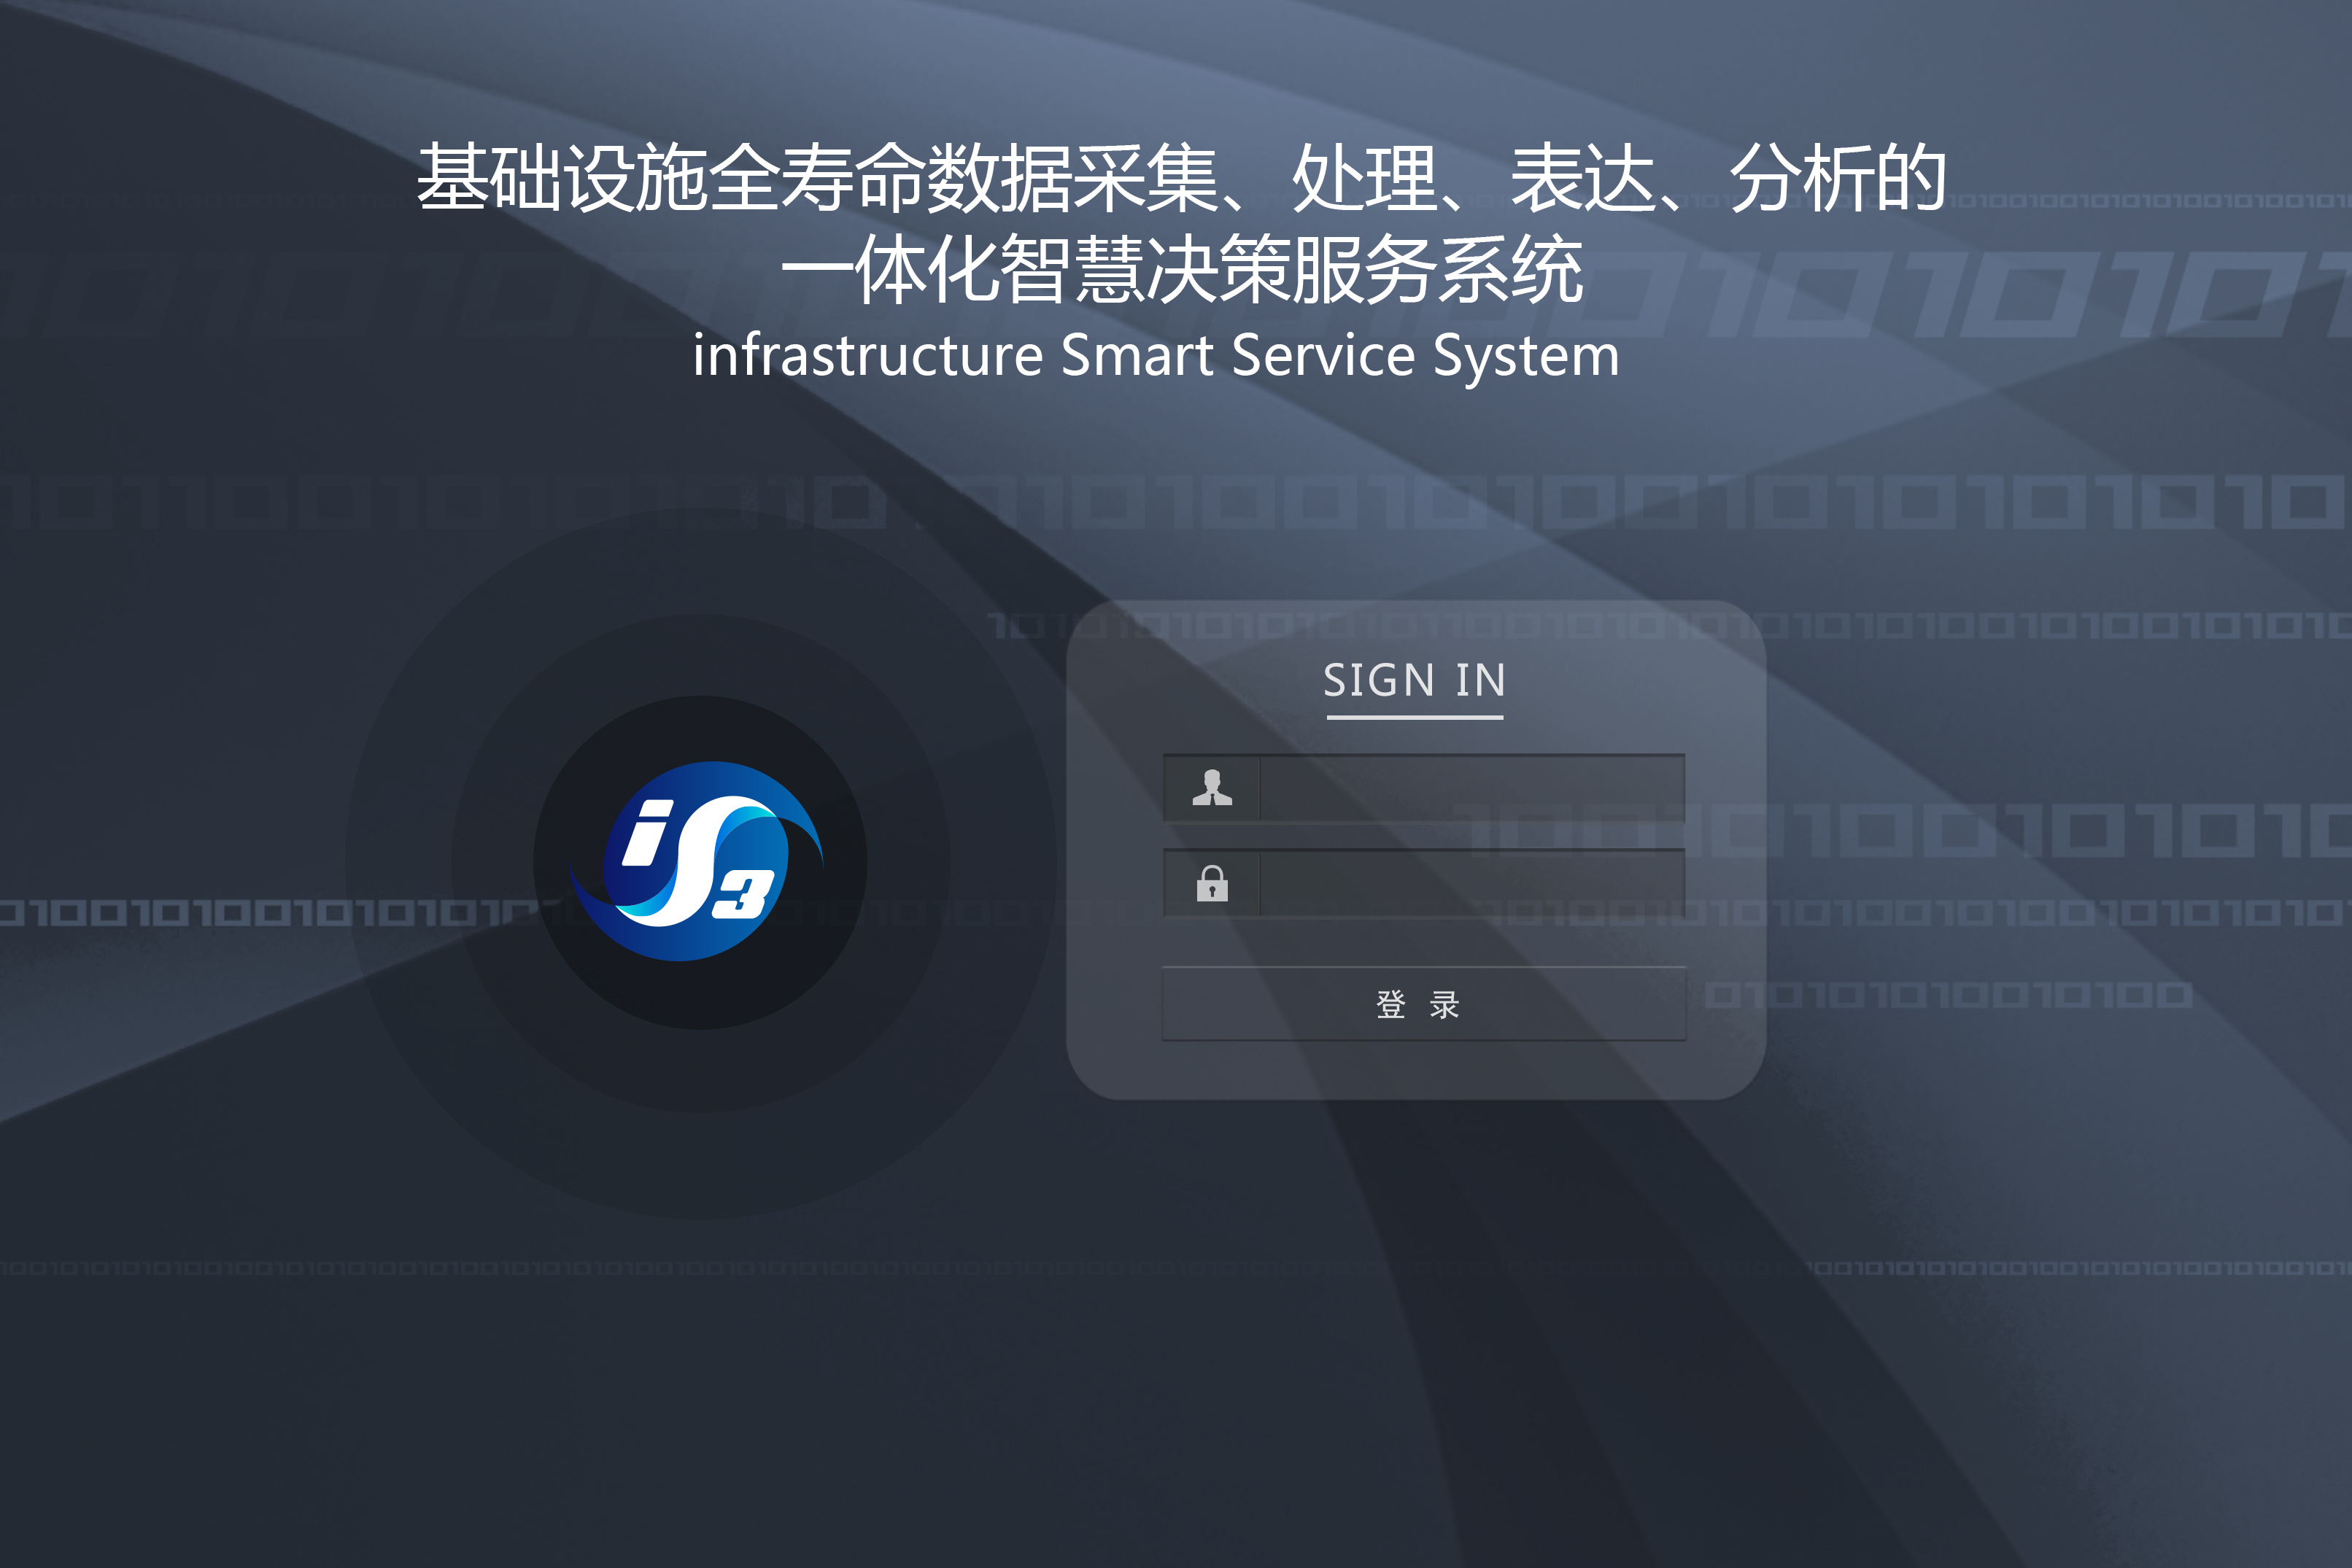 基础设施全寿命数据采集、处理、表达、分析的
一体化智慧决策服务系统
infrastructure Smart Service System
SIGN IN
iS3
登 录